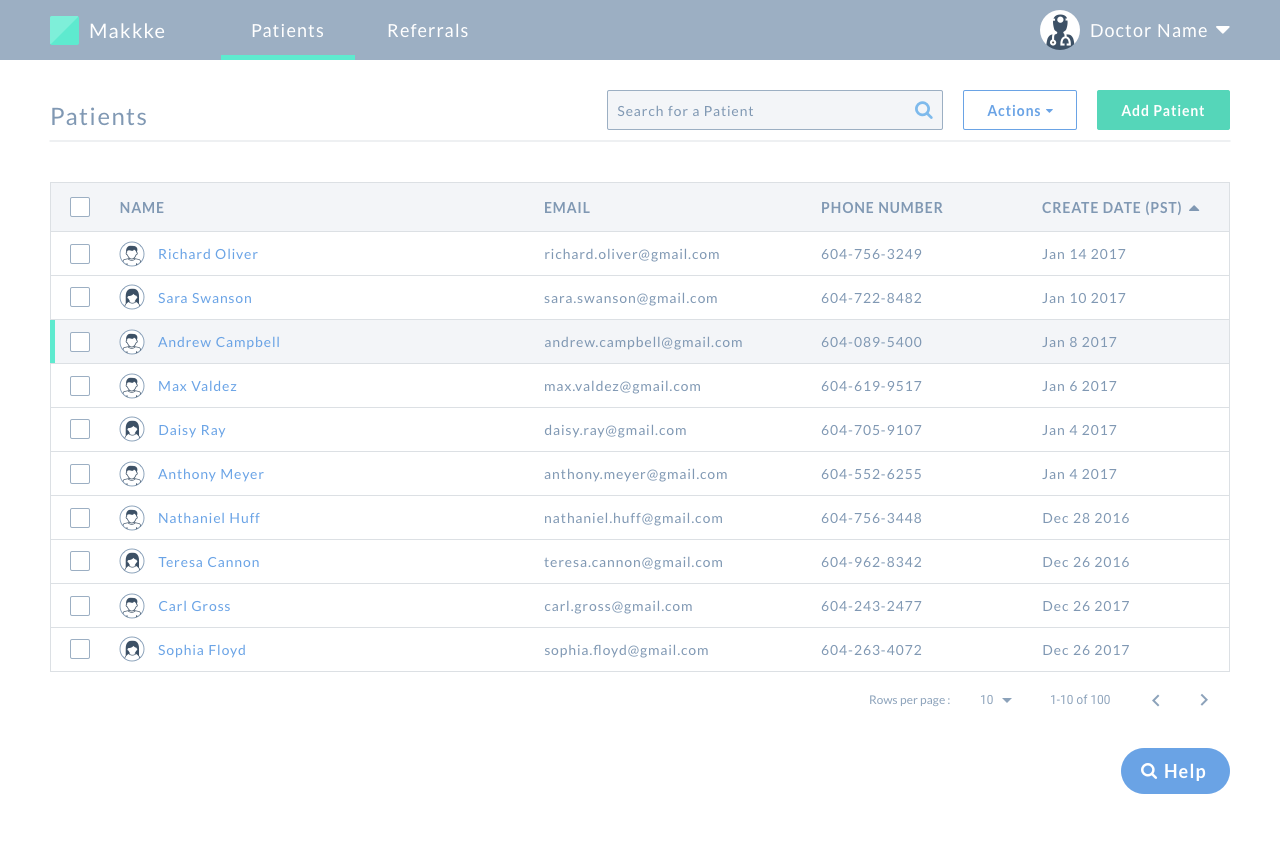 Makkke Patients Referrals Doctor Name
Patients Search for a Patient Actions Add Patient
NAME EMAIL PHONE NUMBER CREATE DATE (PST)
Richard Oliver richard.oliver@gmail.com 604-756-3249 Jan 14 2017
Sara Swanson sara.swanson@gmail.com 604-722-8482 Jan 10 2017
Andrew Campbell andrew.campbell@gmail.com 604-089-5400 Jan 8 2017
Max Valdez max.valdez@gmail.com 604-619-9517 Jan 6 2017
Daisy Ray daisy.ray@gmail.com 604-705-9107 Jan 4 2017
Anthony Meyer anthony.meyer@gmail.com 604-552-6255 Jan 4 2017
Nathaniel Huff nathaniel.huff@gmail.com 604-756-3448 Dec 28 2016
Teresa Cannon teresa.cannon@gmail.com 604-962-8342 Dec 26 2016
Carl Gross carl.gross@gmail.com 604-243-2477 Dec 26 2017
Sophia Floyd sophia.floyd@gmail.com 604-263-4072 Dec 26 2017
Rows per page : 10 1-10 of 100
Help